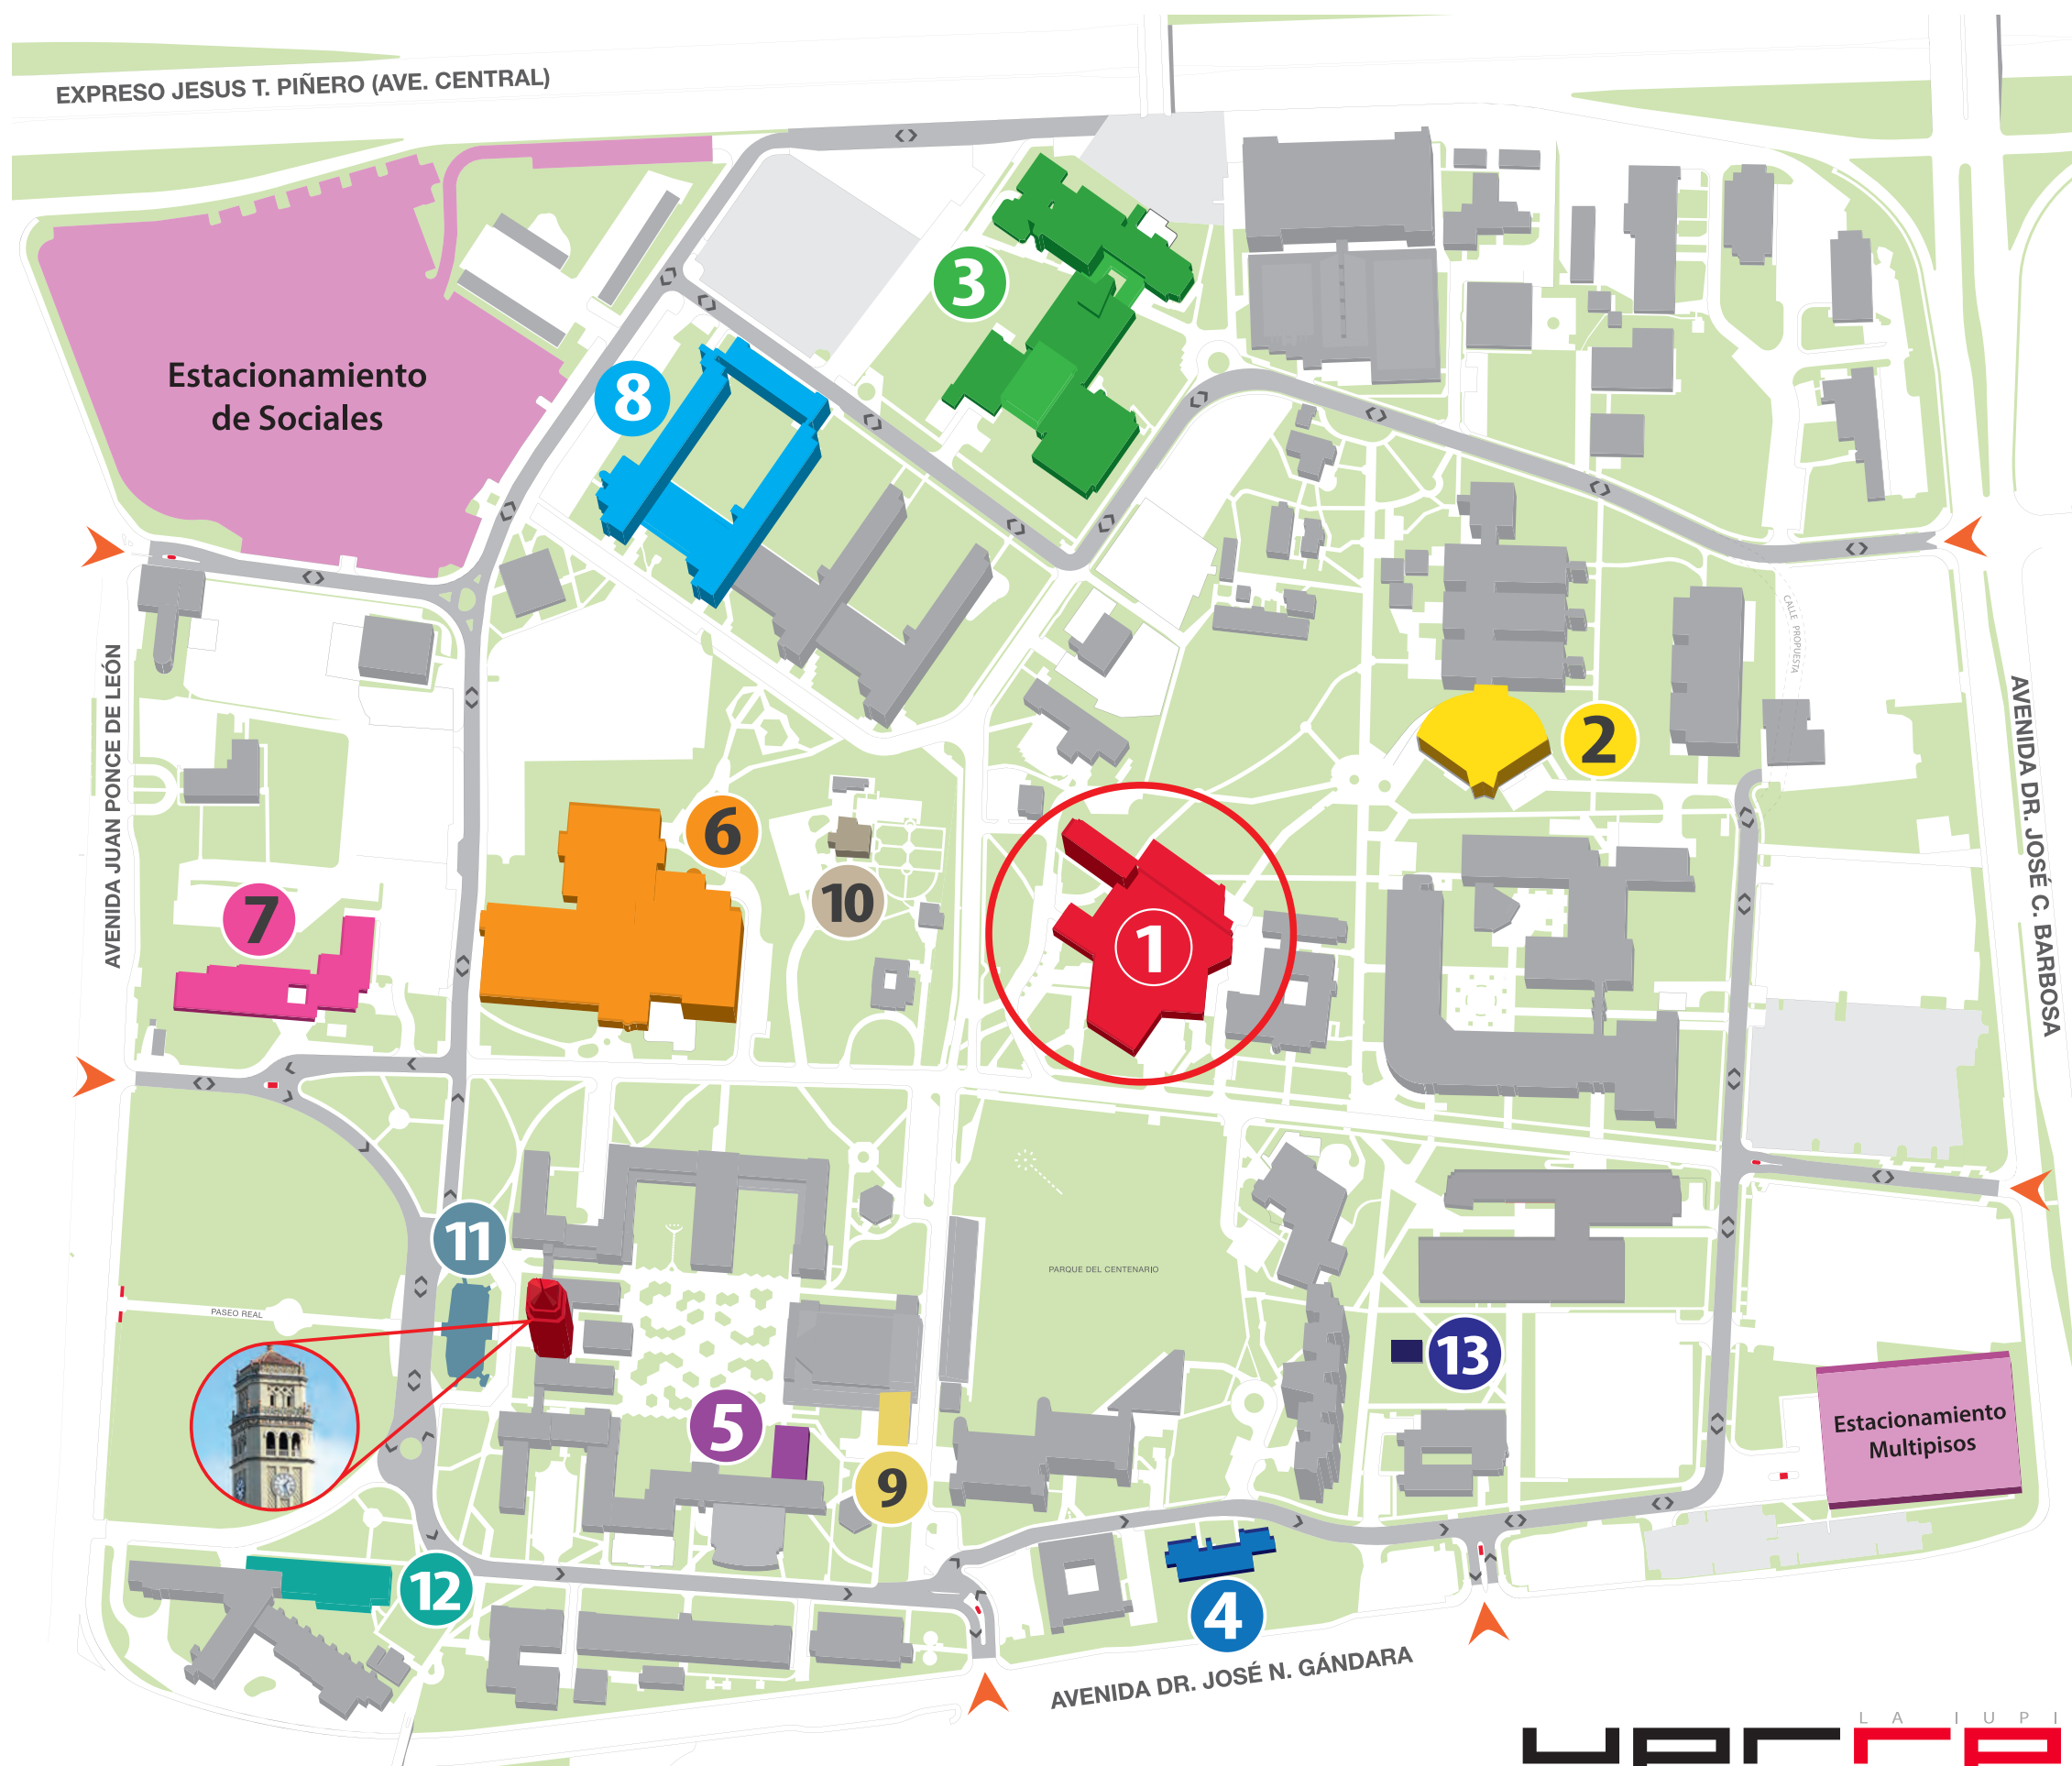 EXPRESO JESUS T. PIÑERO (AVE. CENTRAL)
3
Estacionamiento
de Sociales
8
CALLE PROPUESTA
AVENIDA JUAN PONCE DE LEÓN
2
AVENIDA DR. JOSÉ C. BARBOSA
6
10
7
1
11
PARQUE DEL CENTENARIO
PASEO REAL
13
5
Estacionamiento
Multipisos
9
12
4
AVENIDA DR. JOSÉ N. GÁNDARA
LA IUPI
uprrp